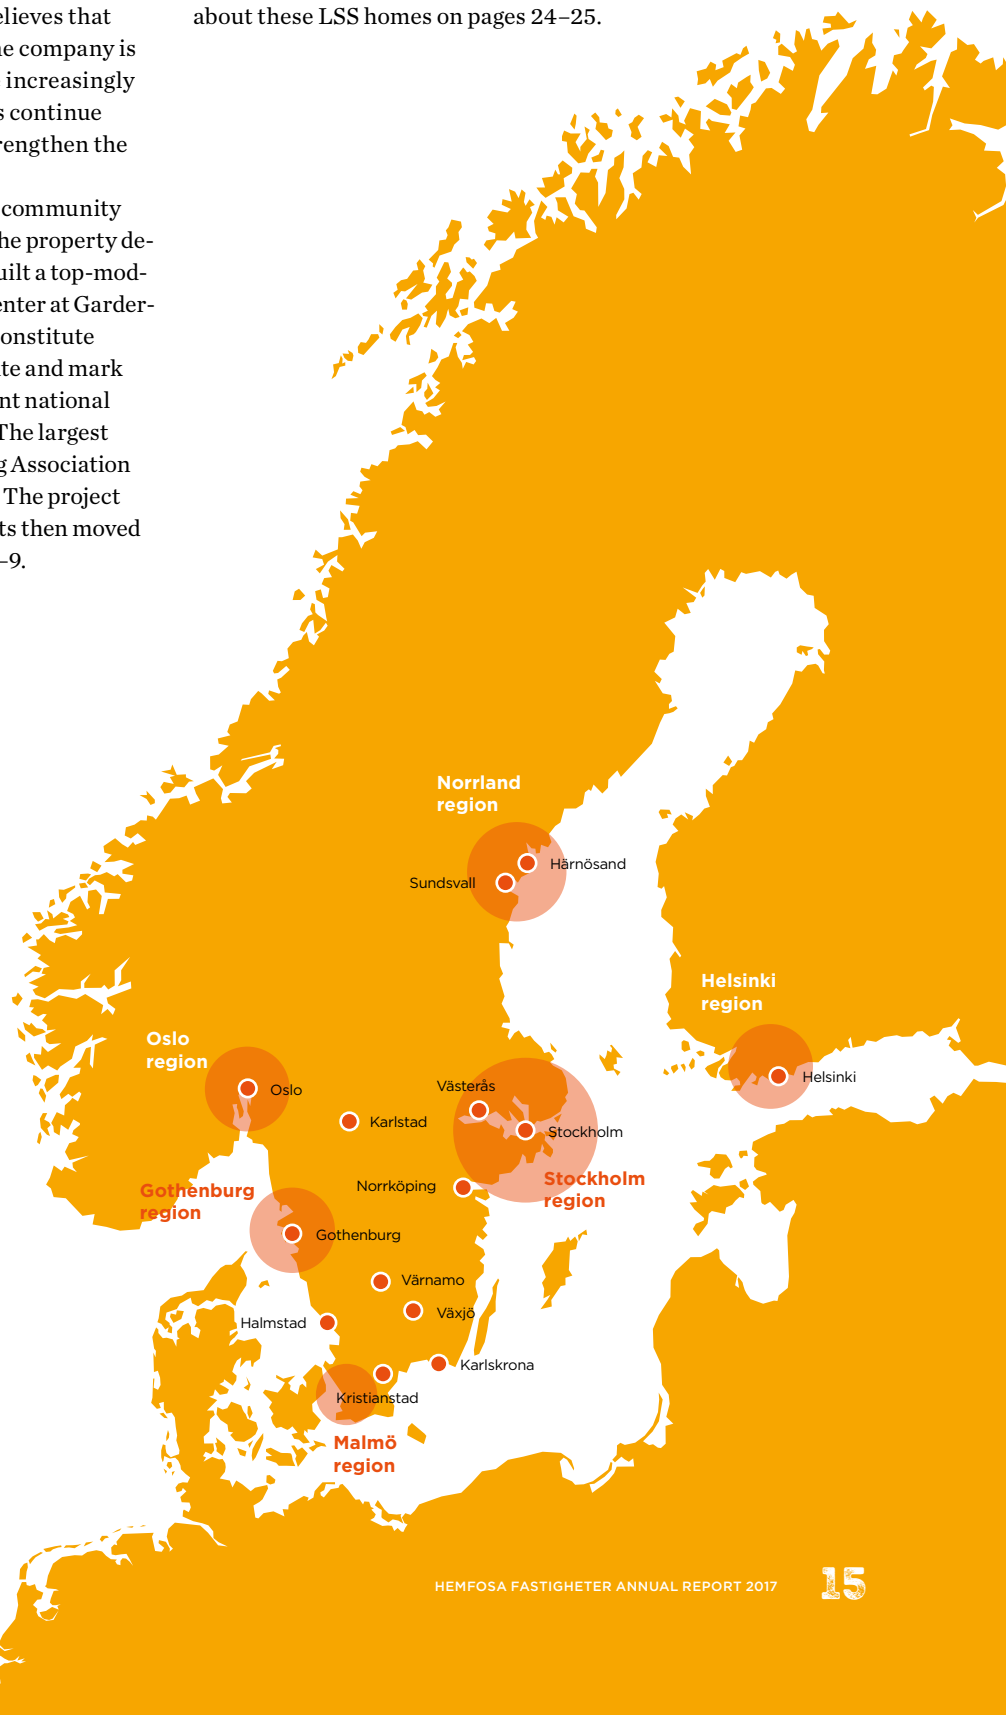 elieves that
ne company is
increasingly
s continue
rengthen the
community
he property de-
uilt a top-mod-
enter at Garder-
onstitute
te and mark
nt national
The largest
g Association
The project
ts then moved
–9.
about these LSS homes on pages 24–25.
Norrland
region
Härnösand
Sundsvall
Helsinki
region
Oslo
region
Helsinki
Västerås
Oslo
Karlstad
Stockholm
Stockholm
region
Norrköping
Gothenburg
region
Gothenburg
Värnamo
Växjö
Halmstad
Karlskrona
Kristianstad
Malmö
region
HEMFOSA FASTIGHETER ANNUAL REPORT 2017
15